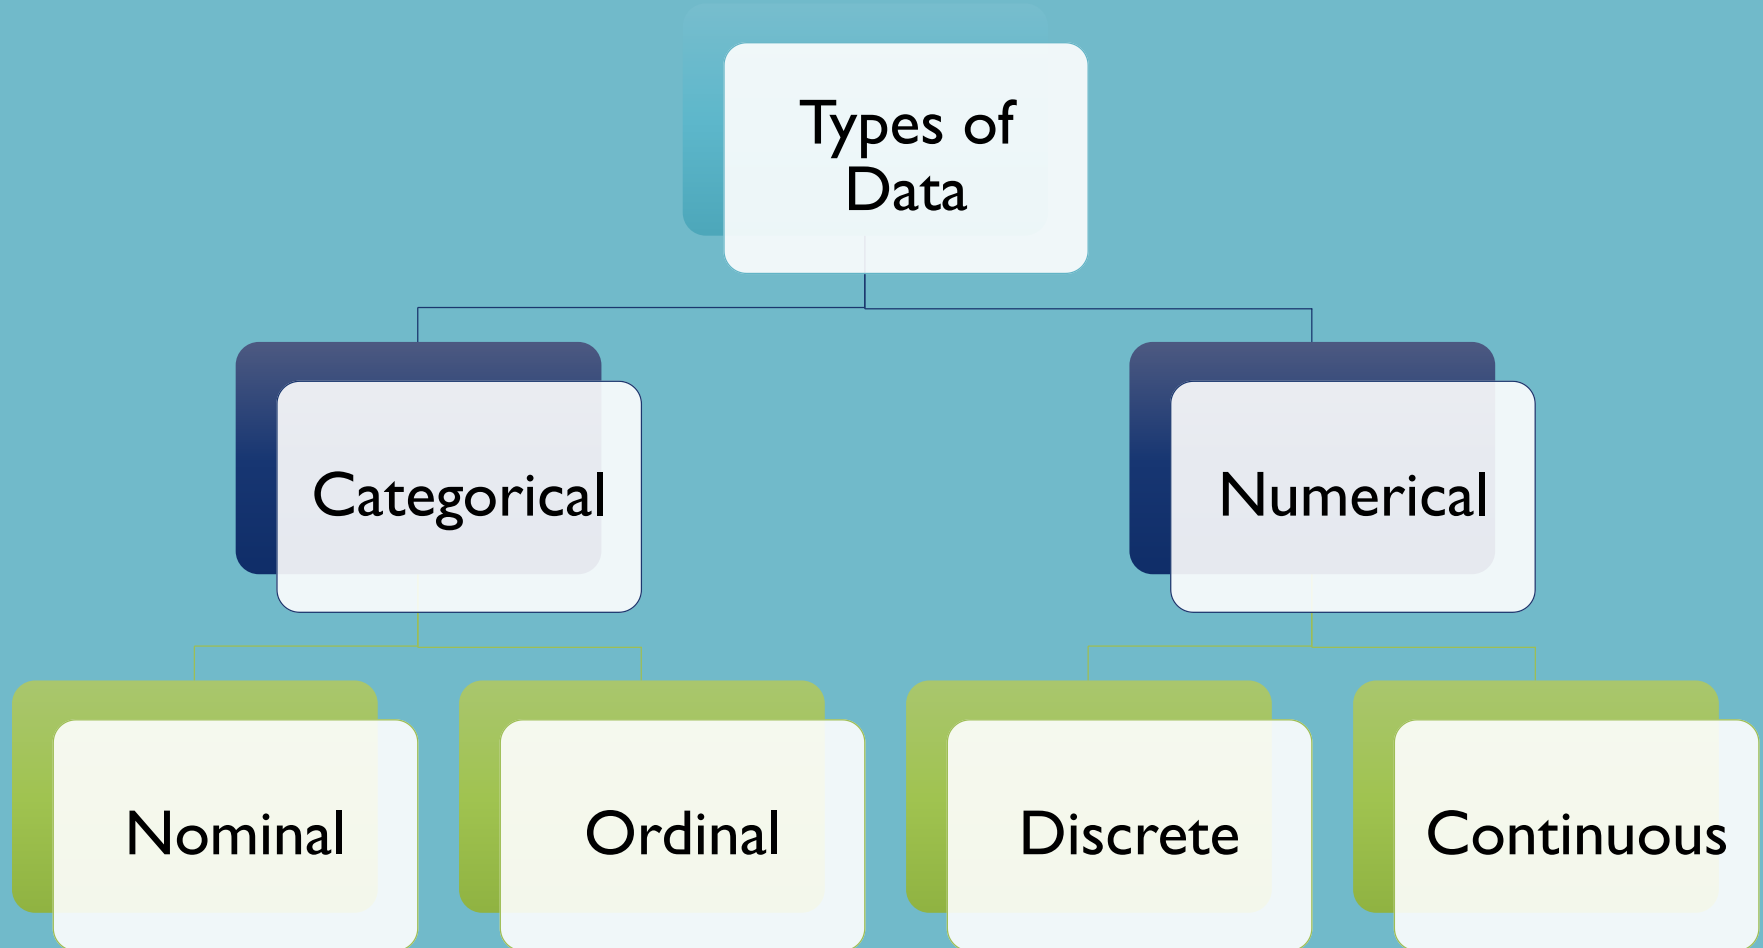 Types of
Data
Categorical
Numerical
Nominal
Ordinal
Discrete
Continuous